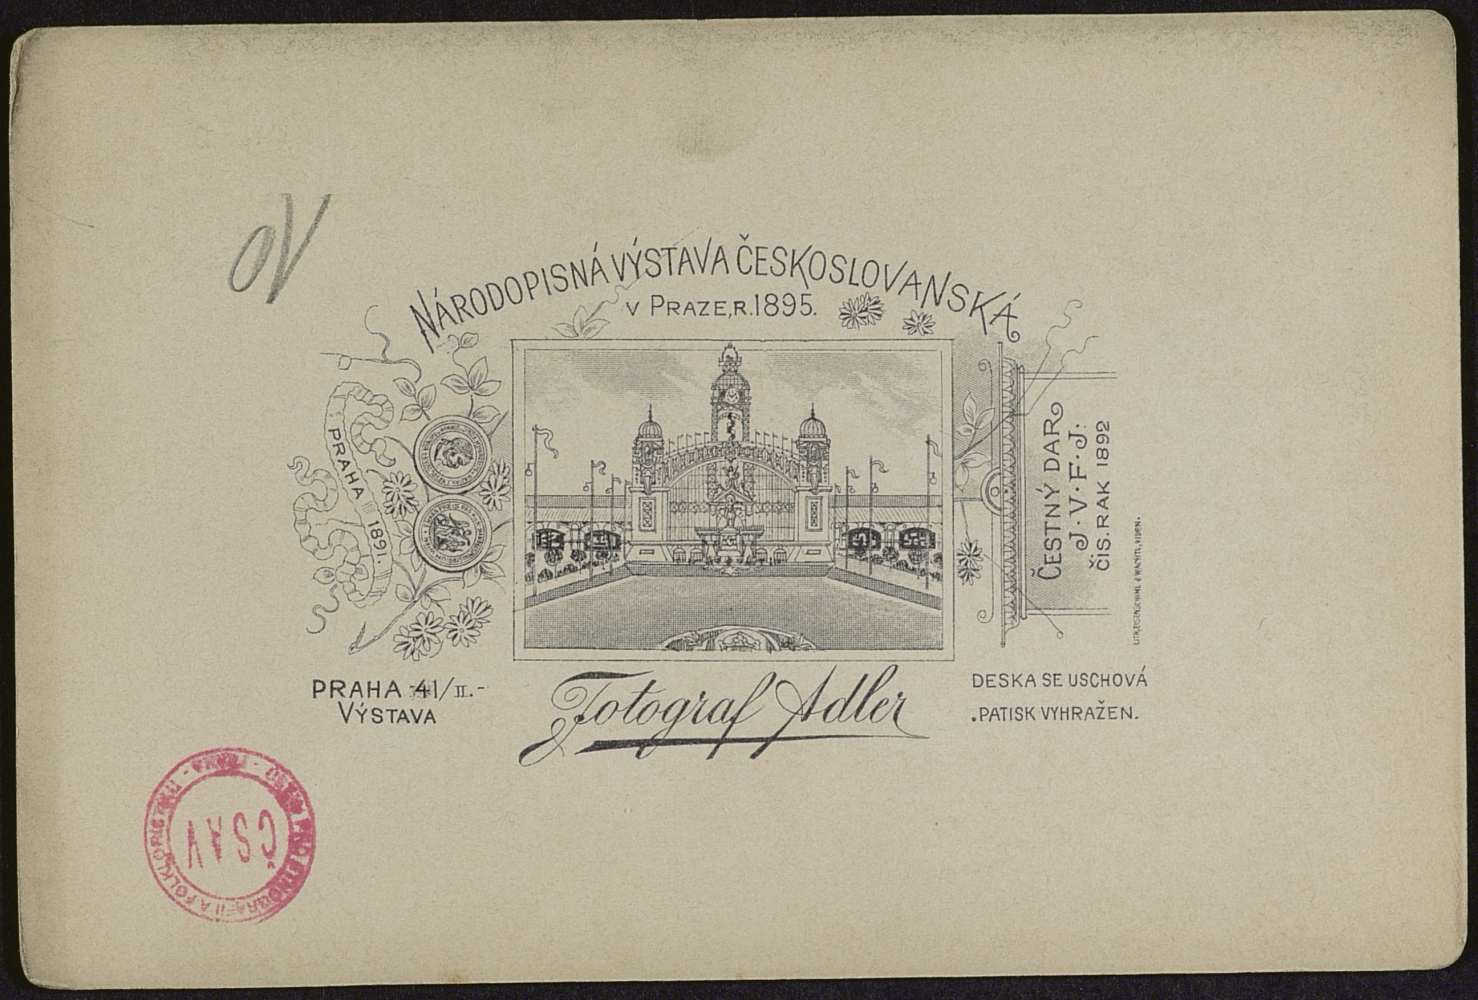 OV
NÁRODOPISNÁ VÝSTAVA ČESKOSLOVANSKÁ
V PRAZE, R. 1895.
PRAHA 1891.
ČESTNÝ DAR
J. V. F. J.
ČIS. RAK 1892
PRAHA 41/II.-
VÝSTAVA
Fotograf Adler
DESKA SE USCHOVÁ
.PATISK VYHRAŽEN.
ČSAV